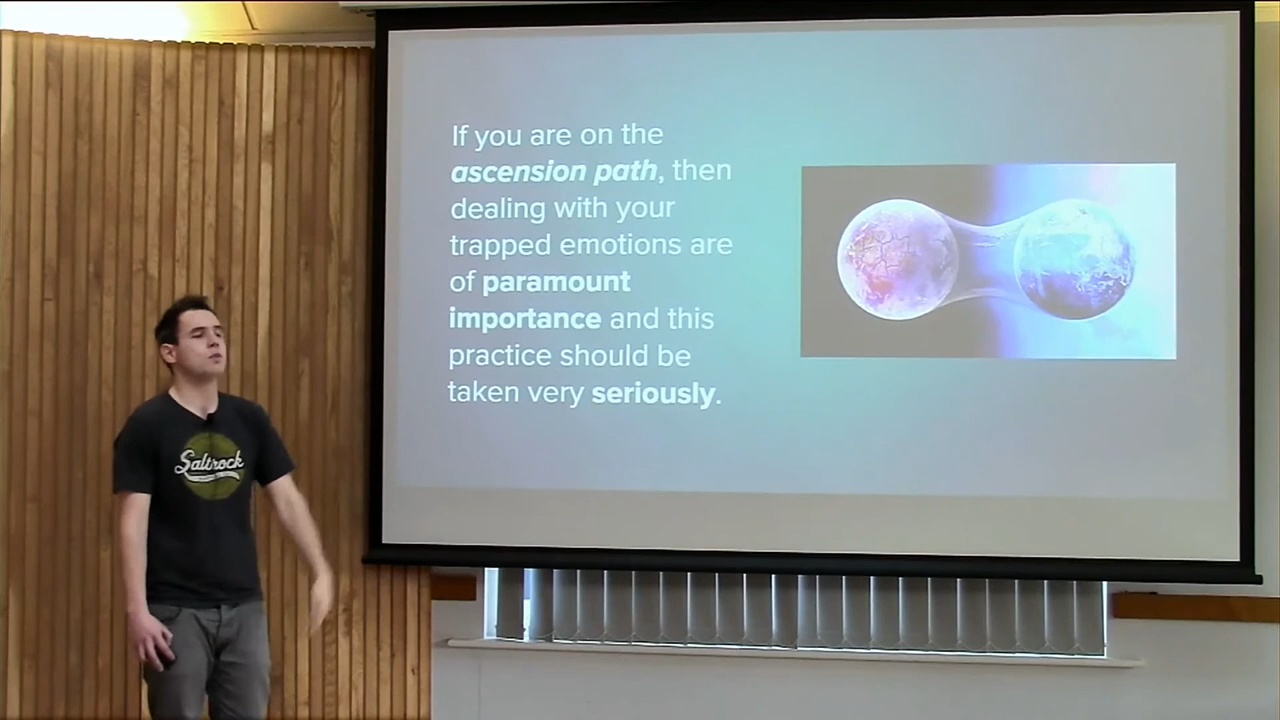 If you are on the
ascension path, then
dealing with your
trapped emotions are
of paramount
importance and this
practice should be
taken very seriously.
Saltrock